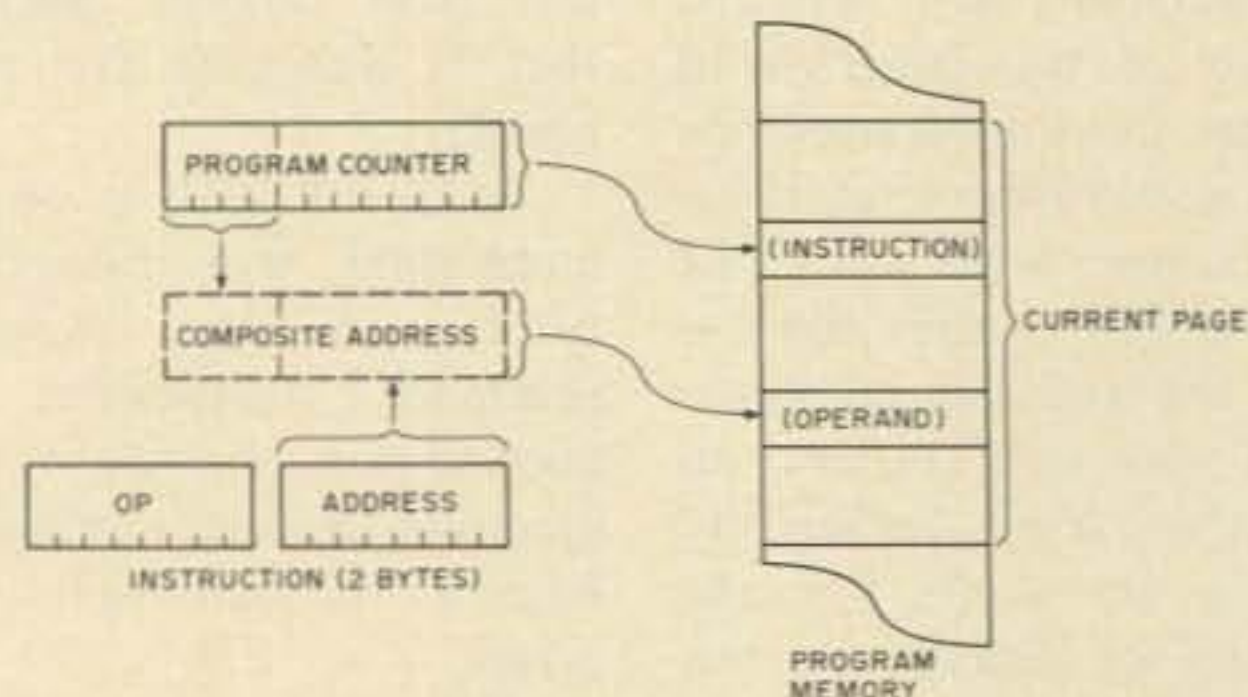 PROGRAM COUNTER
(INSTRUCTION)
COMPOSITE ADDRESS
CURRENT PAGE
(OPERAND)
OP
ADDRESS
INSTRUCTION (2 BYTES)
PROGRAM
MEMORY